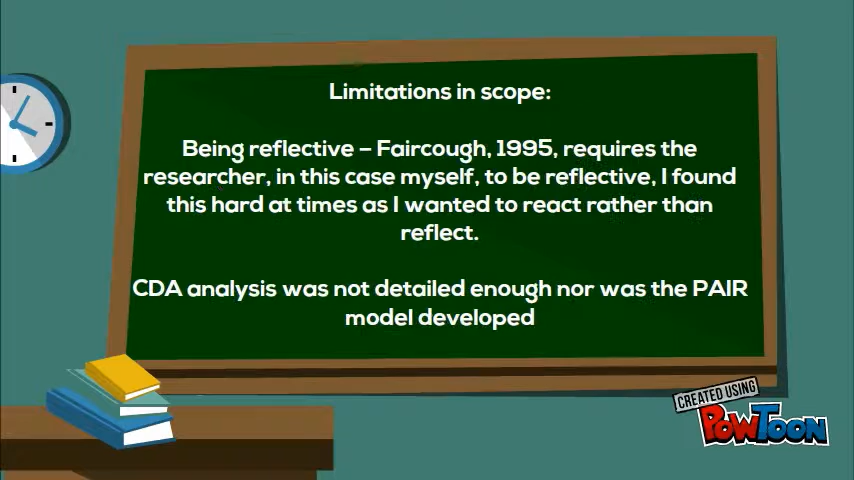 Limitations in scope:
Being reflective – Faircough, 1995, requires the
researcher, in this case myself, to be reflective, I found
this hard at times as I wanted to react rather than
reflect.
CDA analysis was not detailed enough nor was the PAIR
model developed
CREATED USING
POWTOON